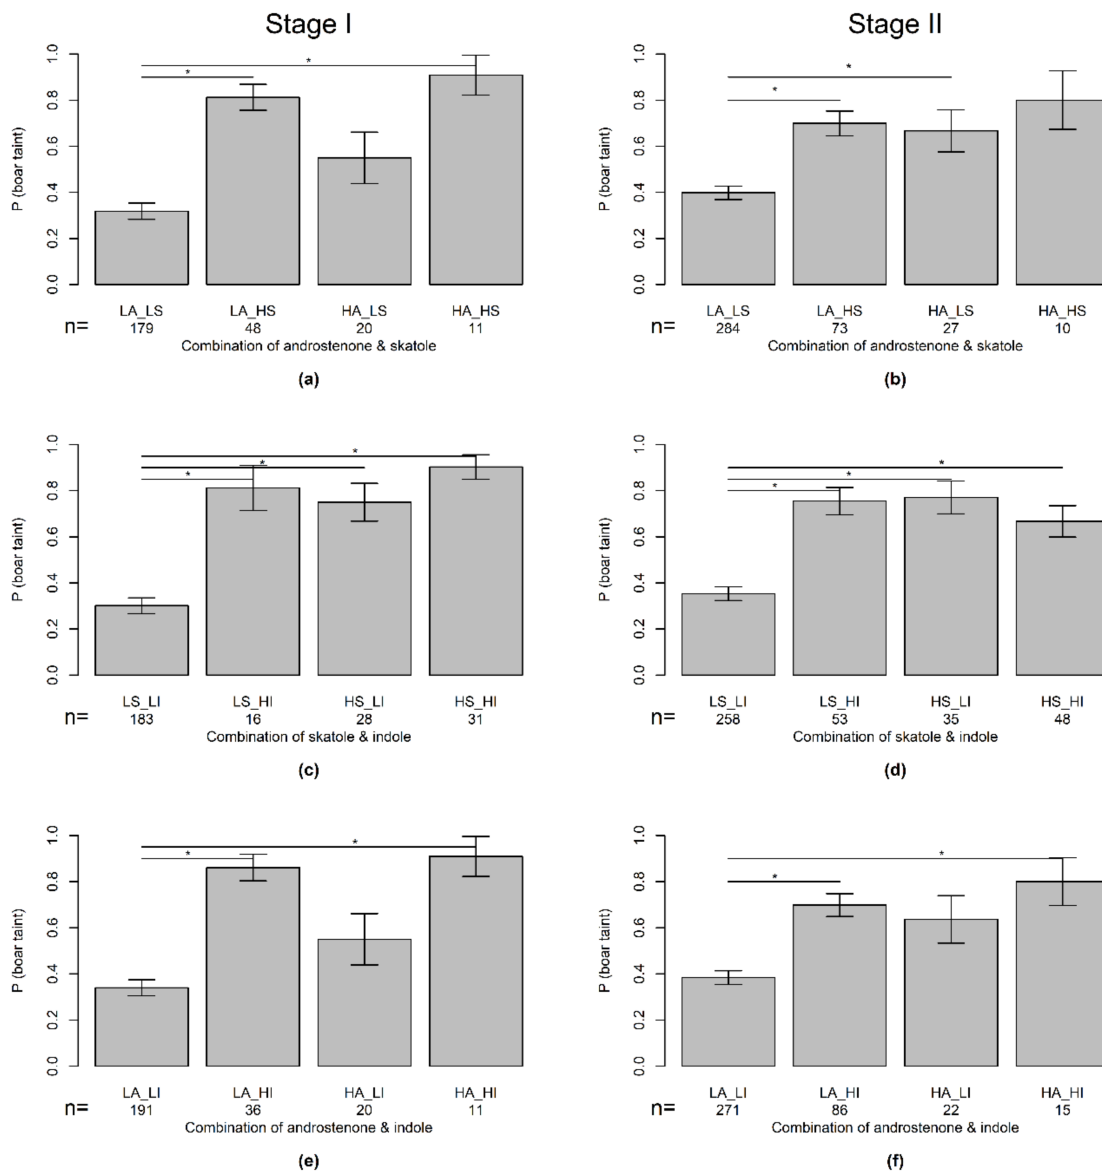 Stage I
Stage II
P (boar taint)
1.0
0.8
0.6
0.4
0.2
0.0
*
*
LA_LS LA_HS HA_LS HA_HS
n= 179 48 20 11
Combination of androstenone & skatole
(a)
P (boar taint)
1.0
0.8
0.6
0.4
0.2
0.0
*
*
LA_LS LA_HS HA_LS HA_HS
n= 284 73 27 10
Combination of androstenone & skatole
(b)
P (boar taint)
1.0
0.8
0.6
0.4
0.2
0.0
*
*
*
LS_LI LS_HI HS_LI HS_HI
n= 183 16 28 31
Combination of skatole & indole
(c)
P (boar taint)
1.0
0.8
0.6
0.4
0.2
0.0
*
*
*
LS_LI LS_HI HS_LI HS_HI
n= 258 53 35 48
Combination of skatole & indole
(d)
P (boar taint)
1.0
0.8
0.6
0.4
0.2
0.0
*
*
LA_LI LA_HI HA_LI HA_HI
n= 191 36 20 11
Combination of androstenone & indole
(e)
P (boar taint)
1.0
0.8
0.6
0.4
0.2
0.0
*
*
LA_LI LA_HI HA_LI HA_HI
n= 271 86 22 15
Combination of androstenone & indole
(f)